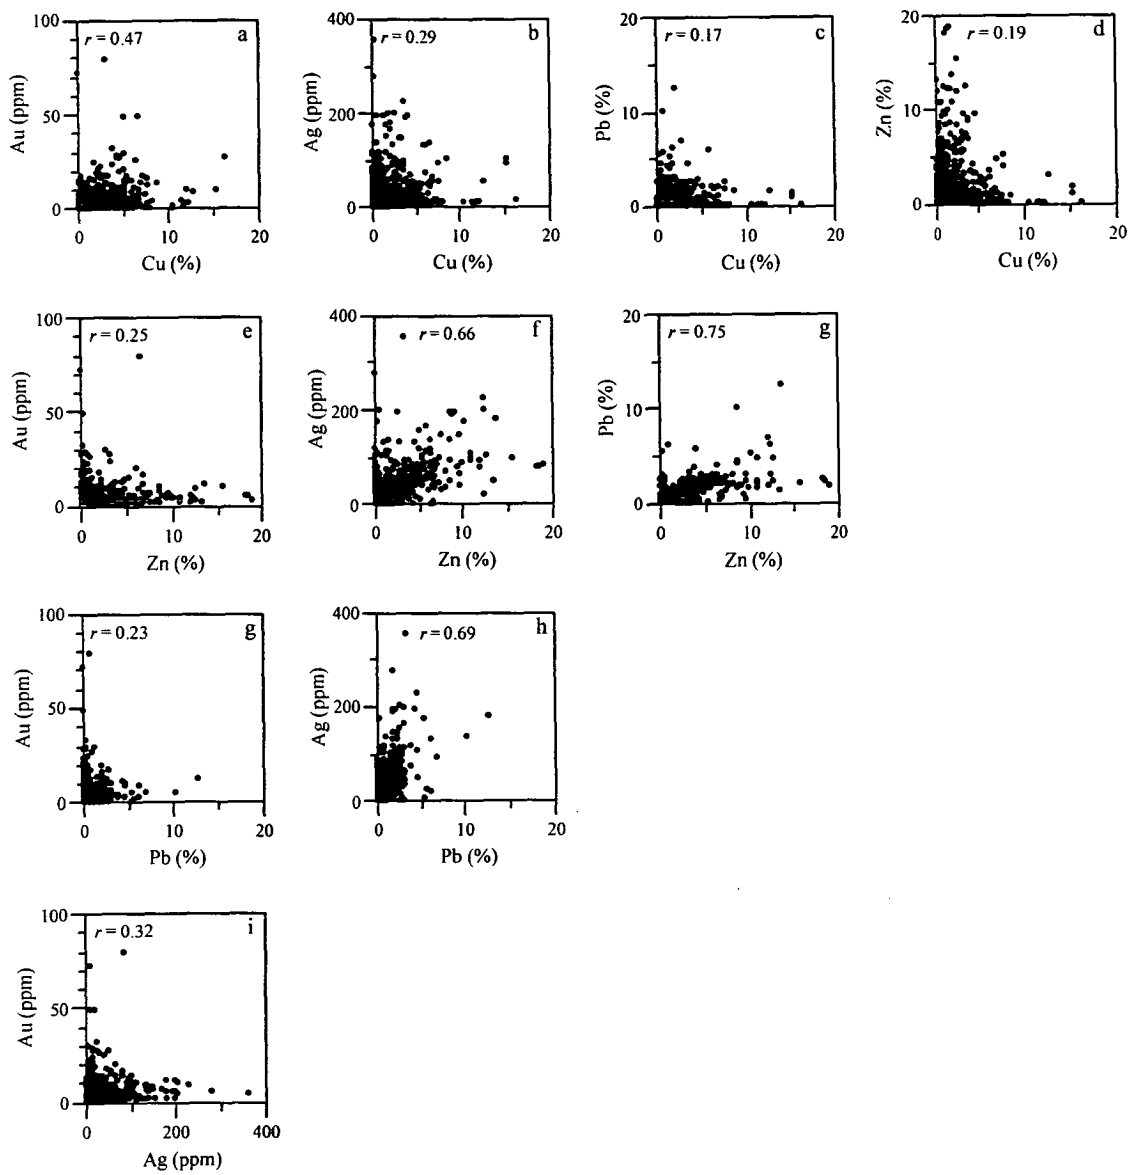 100 400 20 20
r = 0.47 a r = 0.29 b r = 0.17 c r = 0.19 d
Au (ppm) Ag (ppm) Pb (%) Zn (%)
50 200 10 10
0 0 0 0
0 10 20 0 10 20 0 10 20 0 10 20
Cu (%) Cu (%) Cu (%) Cu (%)
100 400 20
r = 0.25 e r = 0.66 f r = 0.75 g
Au (ppm) Ag (ppm) Pb (%)
50 200 10
0 0 0
0 10 20 0 10 20 0 10 20
Zn (%) Zn (%) Zn (%)
100 400
r = 0.23 g r = 0.69 h
Au (ppm) Ag (ppm)
50 200
0 0
0 10 20 0 10 20
Pb (%) Pb (%)
100
r = 0.32 i
Au (ppm)
50
0
0 200 400
Ag (ppm)